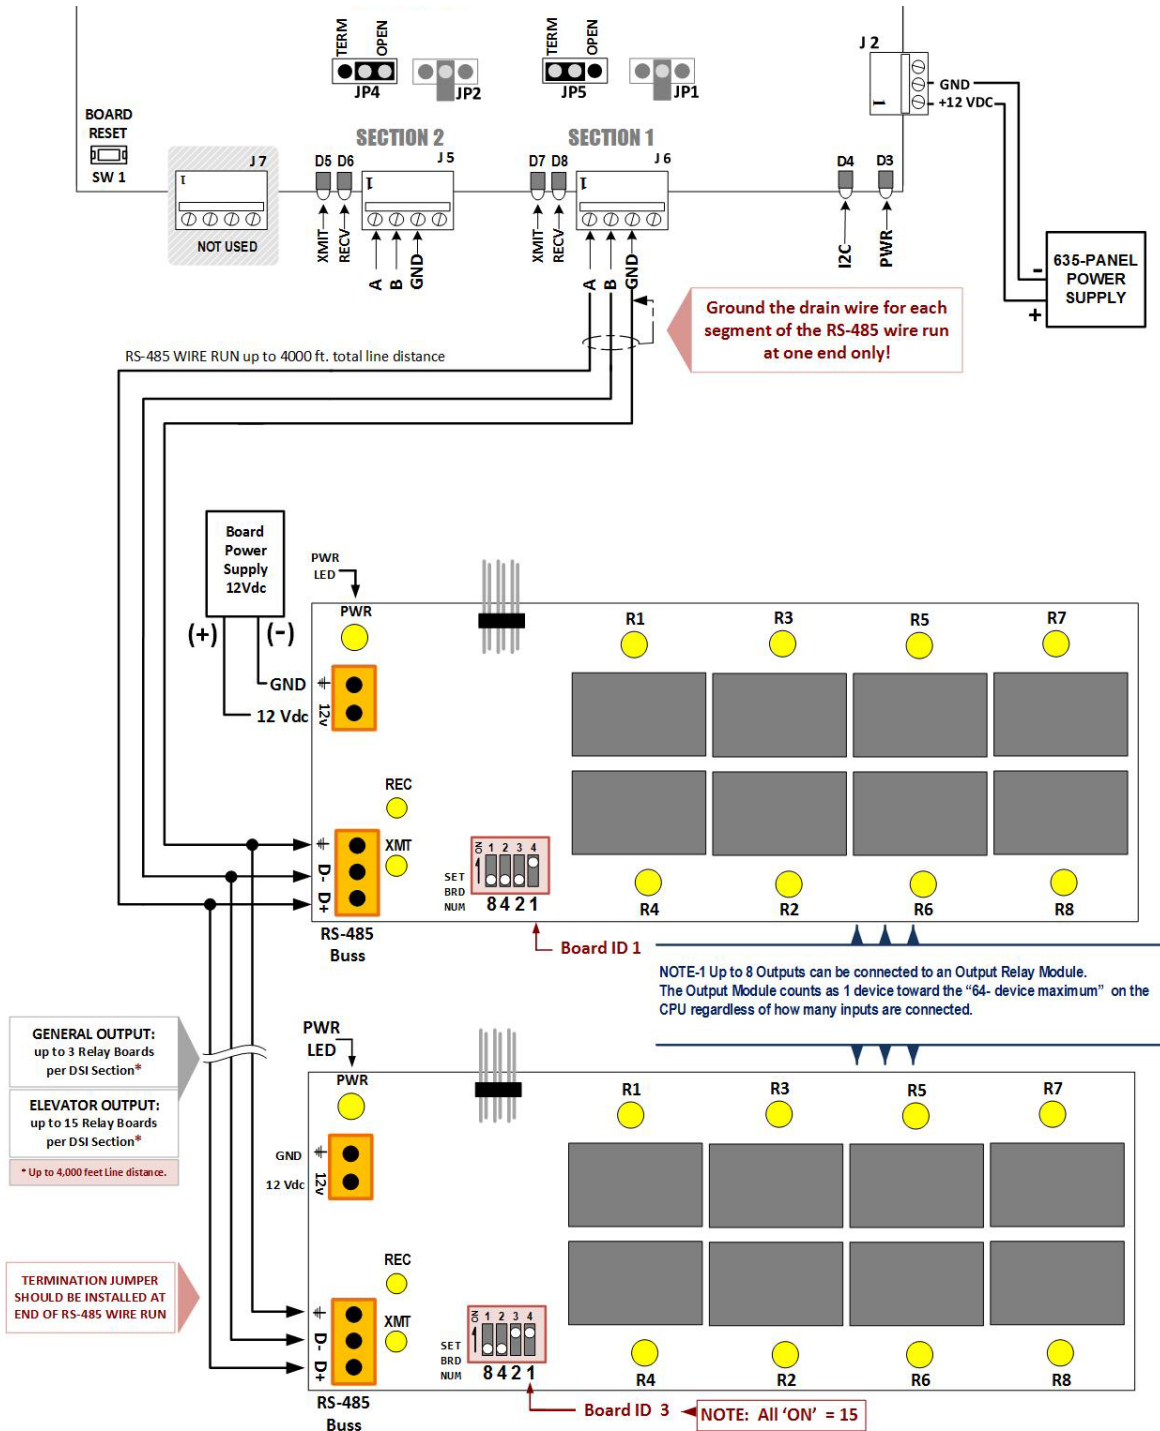 TERM
OPEN
JP4
JP2
TERM
OPEN
JP5
JP1
J 2
1
GND
+12 VDC
BOARD
RESET
SW 1
SECTION 2
SECTION 1
J 7
1
NOT USED
D5 D6
XMIT
RECV
J 5
1
A
B
GND
D7 D8
XMIT
RECV
J 6
1
A
B
GND
D4
D3
I2C
PWR
635-PANEL
POWER
SUPPLY
-
+
Ground the drain wire for each
segment of the RS-485 wire run
at one end only!
RS-485 WIRE RUN up to 4000 ft. total line distance
Board
Power
Supply
12Vdc
(+)
(-)
PWR
LED
PWR
GND
12 Vdc
12v
REC
XMT
D-
D+
RS-485
Buss
ON
1 2 3 4
SET
BRD
NUM
8 4 2 1
Board ID 1
R1
R3
R5
R7
R4
R2
R6
R8
NOTE-1 Up to 8 Outputs can be connected to an Output Relay Module.
The Output Module counts as 1 device toward the “64- device maximum” on the
CPU regardless of how many inputs are connected.
GENERAL OUTPUT:
up to 3 Relay Boards
per DSI Section*
ELEVATOR OUTPUT:
up to 15 Relay Boards
per DSI Section*
* Up to 4,000 feet Line distance.
PWR
LED
PWR
GND
12 Vdc
12v
REC
XMT
D-
D+
RS-485
Buss
TERMINATION JUMPER
SHOULD BE INSTALLED AT
END OF RS-485 WIRE RUN
ON
1 2 3 4
SET
BRD
NUM
8 4 2 1
Board ID 3
NOTE: All ‘ON’ = 15
R1
R3
R5
R7
R4
R2
R6
R8